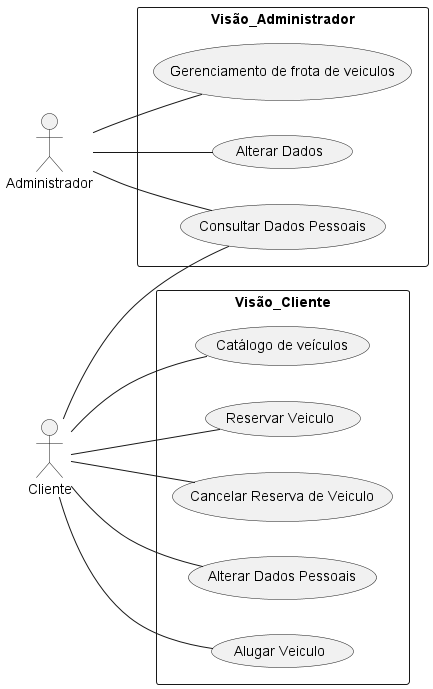 Visão_Administrador
Gerenciamento de frota de veiculos
Administrador
Alterar Dados
Consultar Dados Pessoais
Visão_Cliente
Catálogo de veículos
Reservar Veiculo
Cliente
Cancelar Reserva de Veiculo
Alterar Dados Pessoais
Alugar Veiculo